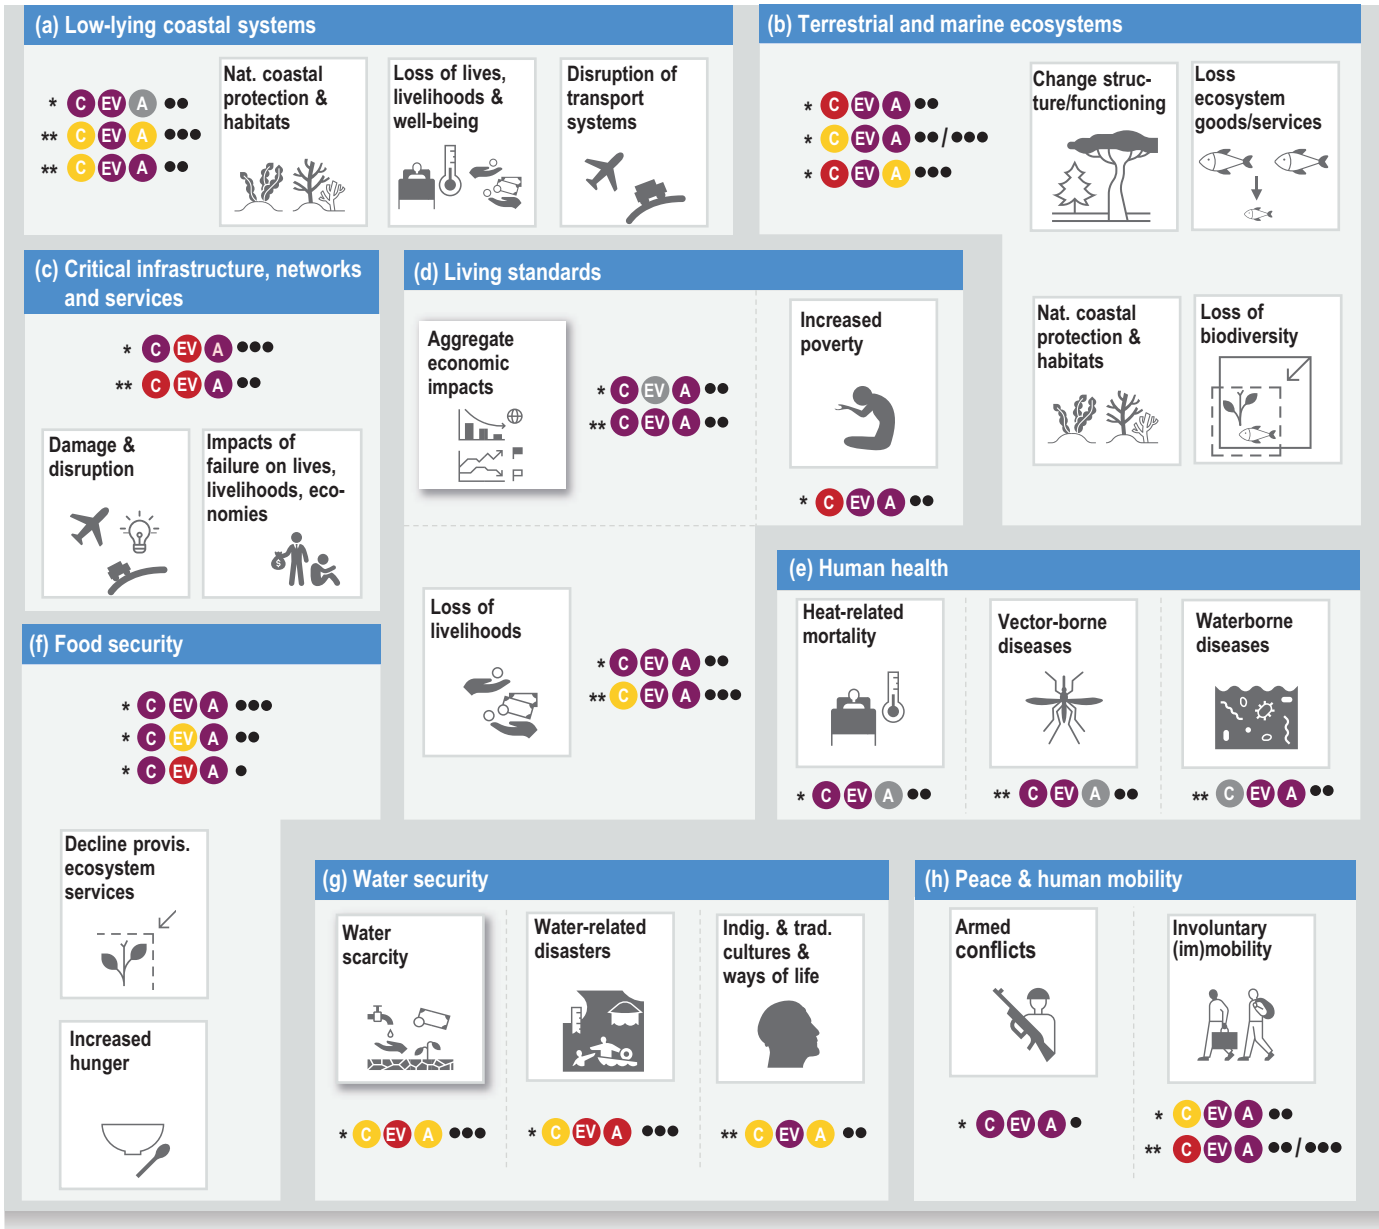 (a) Low-lying coastal systems
* C EV A ●●
** C EV A ●●●
** C EV A ●●
Nat. coastal
protection &
habitats
Loss of lives,
livelihoods &
well-being
Disruption of
transport
systems
(b) Terrestrial and marine ecosystems
* C EV A ●●
* C EV A ●●/●●●
* C EV A ●●●
Change struc-
ture/functioning
Loss
ecosystem
goods/services
Nat. coastal
protection &
habitats
Loss of
biodiversity
(c) Critical infrastructure, networks
and services
* C EV A ●●●
** C EV A ●●
Damage &
disruption
Impacts of
failure on lives,
livelihoods, eco-
nomies
(d) Living standards
Aggregate
economic
impacts
* C EV A ●●
** C EV A ●●
Increased
poverty
* C EV A ●●
Loss of
livelihoods
* C EV A ●●
** C EV A ●●●
(e) Human health
Heat-related
mortality
* C EV A ●●
Vector-borne
diseases
** C EV A ●●
Waterborne
diseases
** C EV A ●●
(f) Food security
* C EV A ●●●
* C EV A ●●
* C EV A ●
Decline provis.
ecosystem
services
Increased
hunger
(g) Water security
Water
scarcity
* C EV A ●●●
Water-related
disasters
* C EV A ●●●
Indig. & trad.
cultures &
ways of life
** C EV A ●●
(h) Peace & human mobility
Armed
conflicts
* C EV A ●
Involuntary
(im)mobility
* C EV A ●●
** C EV A ●●/●●●